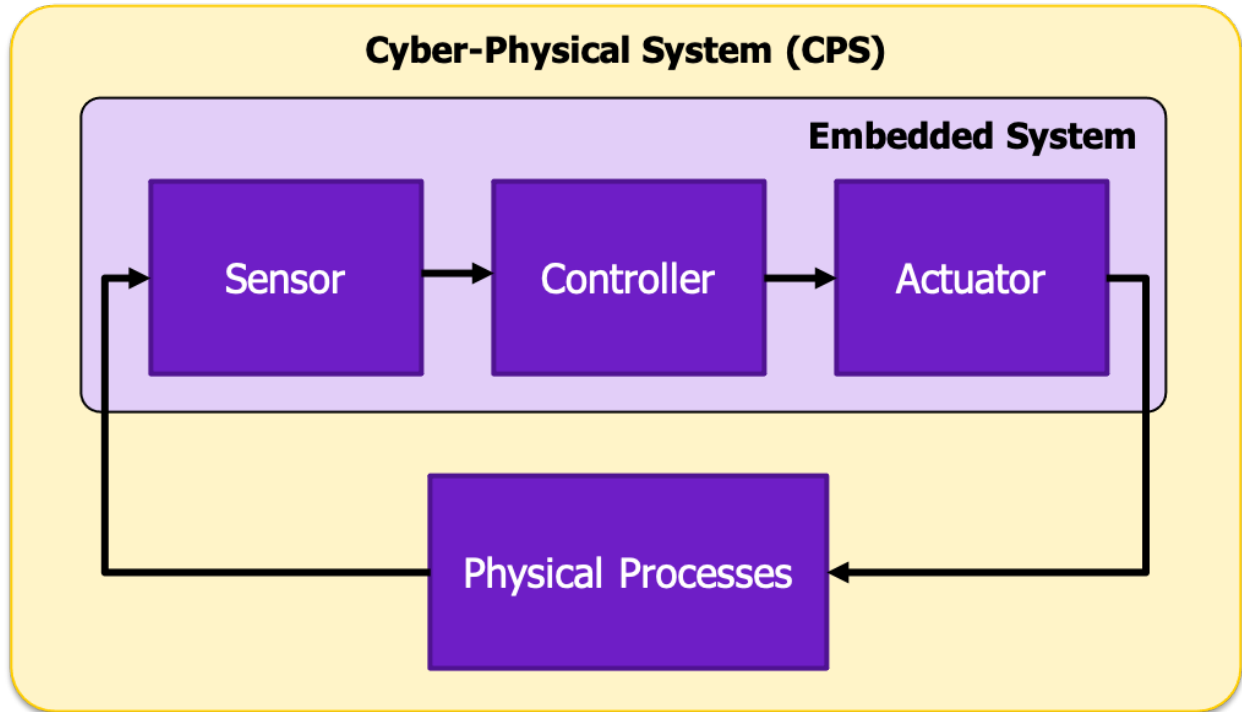 Cyber-Physical System (CPS)
Embedded System
Sensor
Controller
Actuator
Physical Processes